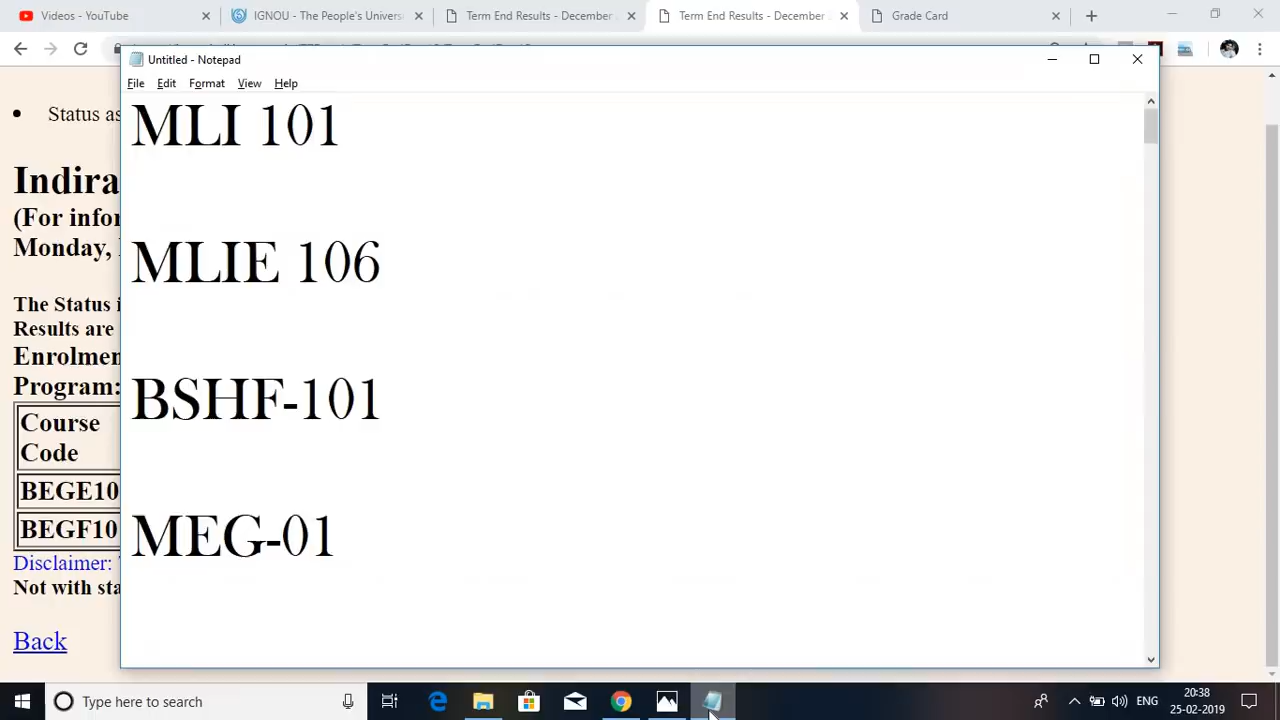 Videos - YouTube
IGNOU - The People's Univers
Term End Results - December
Term End Results - December
Grade Card
Untitled - Notepad
File Edit Format View Help
MLI 101
MLIE 106
BSHF-101
MEG-01
Status as
Indira
(For infor
Monday,
The Status i
Results are
Enrolmen
Program:
Course
Code
BEGE10
BEGF10
Disclaimer:
Not with sta
Back
Type here to search
ENG
20:38
25-02-2019